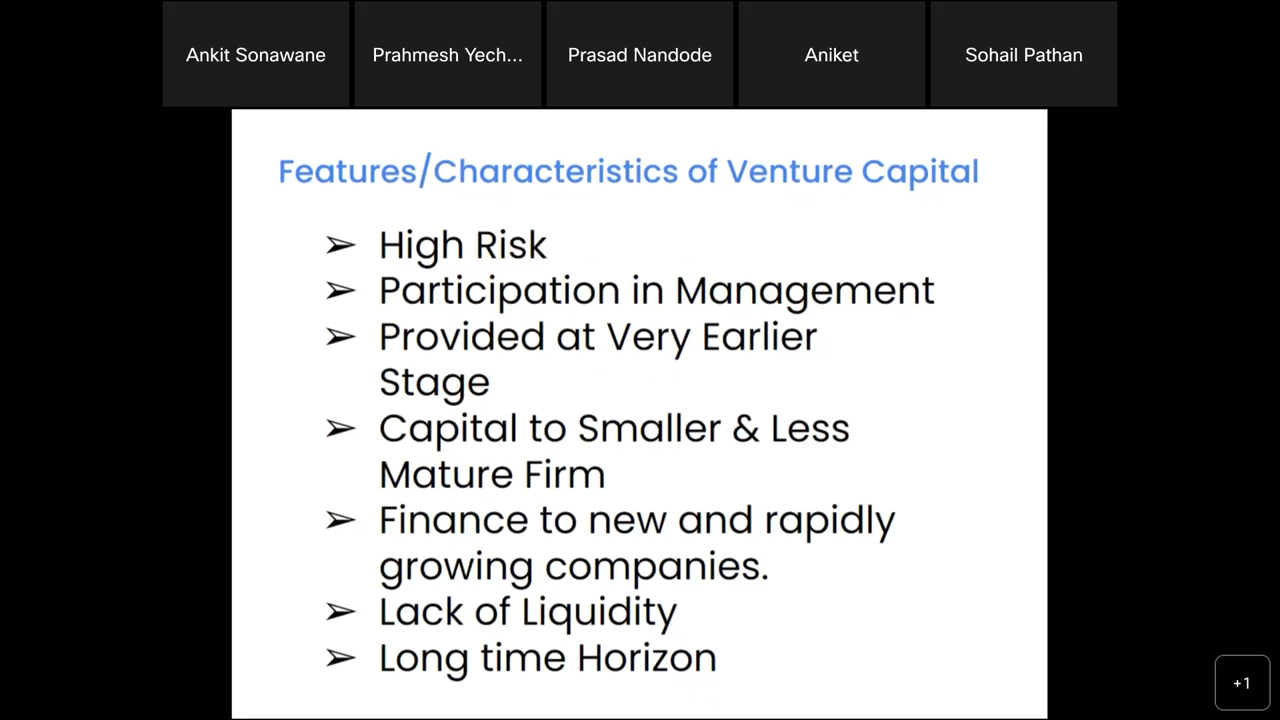 Ankit Sonawane
Prahmesh Yech...
Prasad Nandode
Aniket
Sohail Pathan
Features/Characteristics of Venture Capital
➢ High Risk
➢ Participation in Management
➢ Provided at Very Earlier
Stage
➢ Capital to Smaller & Less
Mature Firm
➢ Finance to new and rapidly
growing companies.
➢ Lack of Liquidity
➢ Long time Horizon
+1